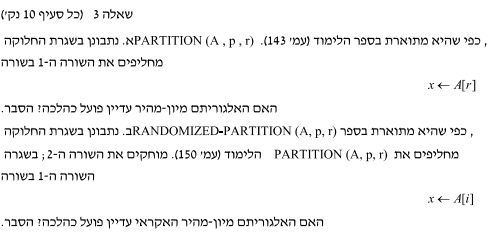 שאלה 3 (כל סעיף 10 נק')
א. נתבונן בשגרת החלוקה PARTITION (A , p , r), כפי שהיא מתוארת בספר הלימוד (עמ' 143).
מחליפים את השורה ה-1 בשורה
x ← A[r]
האם האלגוריתם מיון-מהיר עדיין פועל כהלכה? הסבר.
ב. נתבונן בשגרת החלוקה RANDOMIZED-PARTITION (A, p, r), כפי שהיא מתוארת בספר
הלימוד (עמ' 150). מוחקים את השורה ה-2; בשגרה PARTITION (A, p, r) מחליפים את
השורה ה-1 בשורה
x ← A[i]
האם האלגוריתם מיון-מהיר האקראי עדיין פועל כהלכה? הסבר.